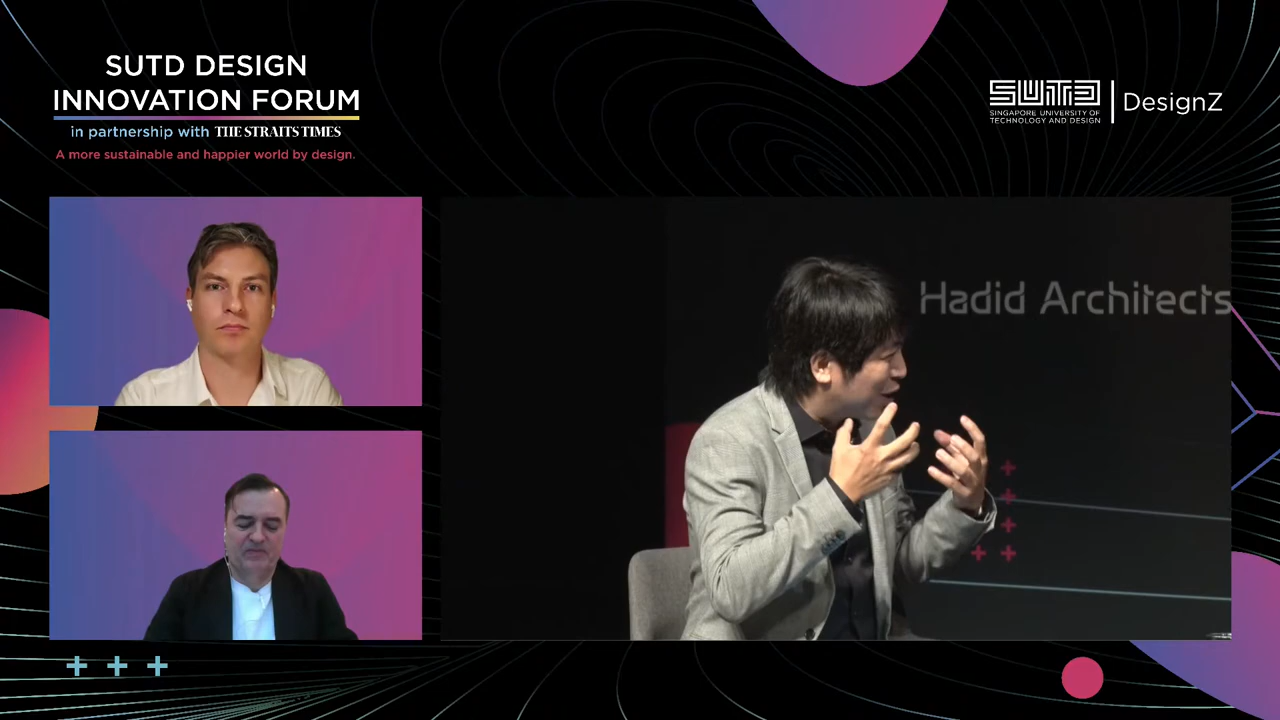 SUTD DESIGN
INNOVATION FORUM
in partnership with THE STRAITS TIMES
A more sustainable and happier world by design.
SUTD
SINGAPORE UNIVERSITY OF
TECHNOLOGY AND DESIGN
DesignZ
Hadid Architects